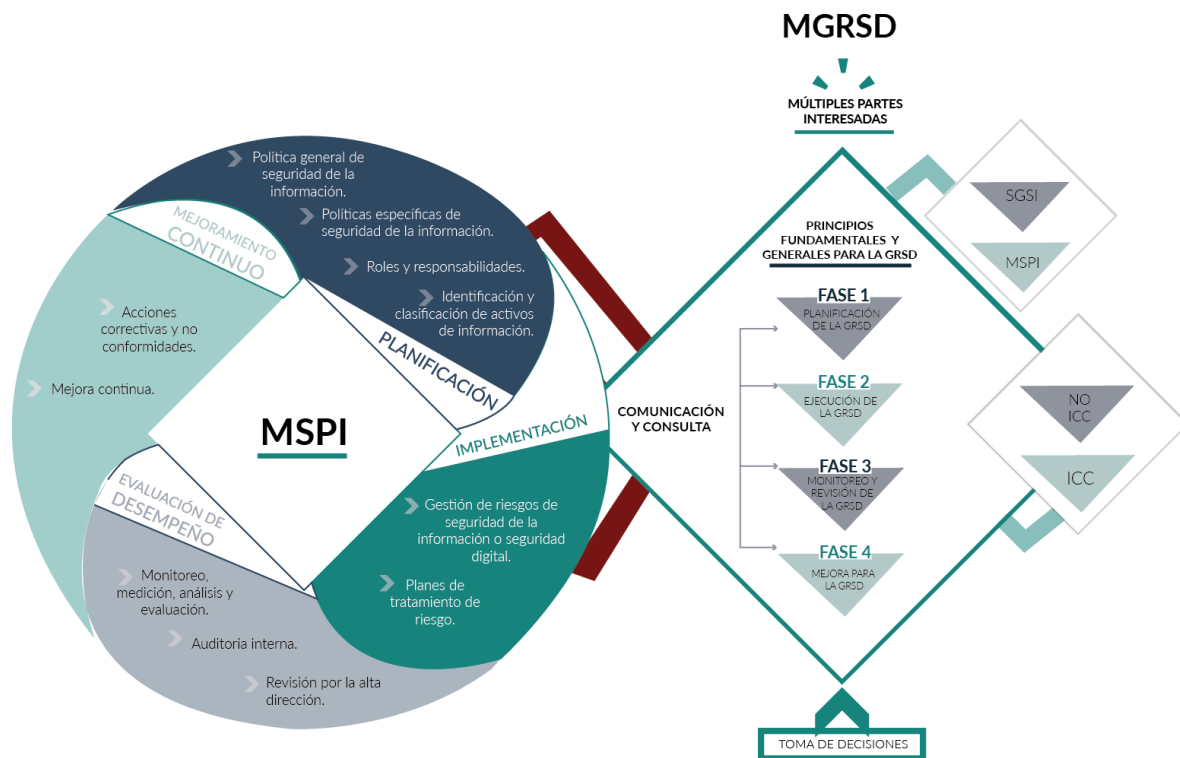 MGRSD
MÚLTIPLES PARTES
INTERESADAS
Política general de
seguridad de la
información.
Políticas específicas de
seguridad de la información.
Roles y responsabilidades.
Identificación y
clasificación de activos
de información.
PLANIFICACIÓN
MEJORAMIENTO
CONTINUO
Acciones
correctivas y no
conformidades.
Mejora continua.
MSPI
IMPLEMENTACIÓN
Gestión de riesgos de
seguridad de la
información o seguridad
digital.
Planes de
tratamiento de
riesgo.
EVALUACIÓN DE
DESEMPEÑO
Monitoreo,
medición, análisis y
evaluación.
Auditoria interna.
Revisión por la alta
dirección.
COMUNICACIÓN
Y CONSULTA
PRINCIPIOS
FUNDAMENTALES Y
GENERALES PARA LA GRSD
FASE 1
PLANIFICACIÓN
DE LA GRSD
FASE 2
EJECUCIÓN DE
LA GRSD
FASE 3
MONITOREO Y
REVISIÓN DE
LA GRSD
FASE 4
MEJORA PARA
LA GRSD
SGSI
MSPI
NO
ICC
ICC
TOMA DE DECISIONES